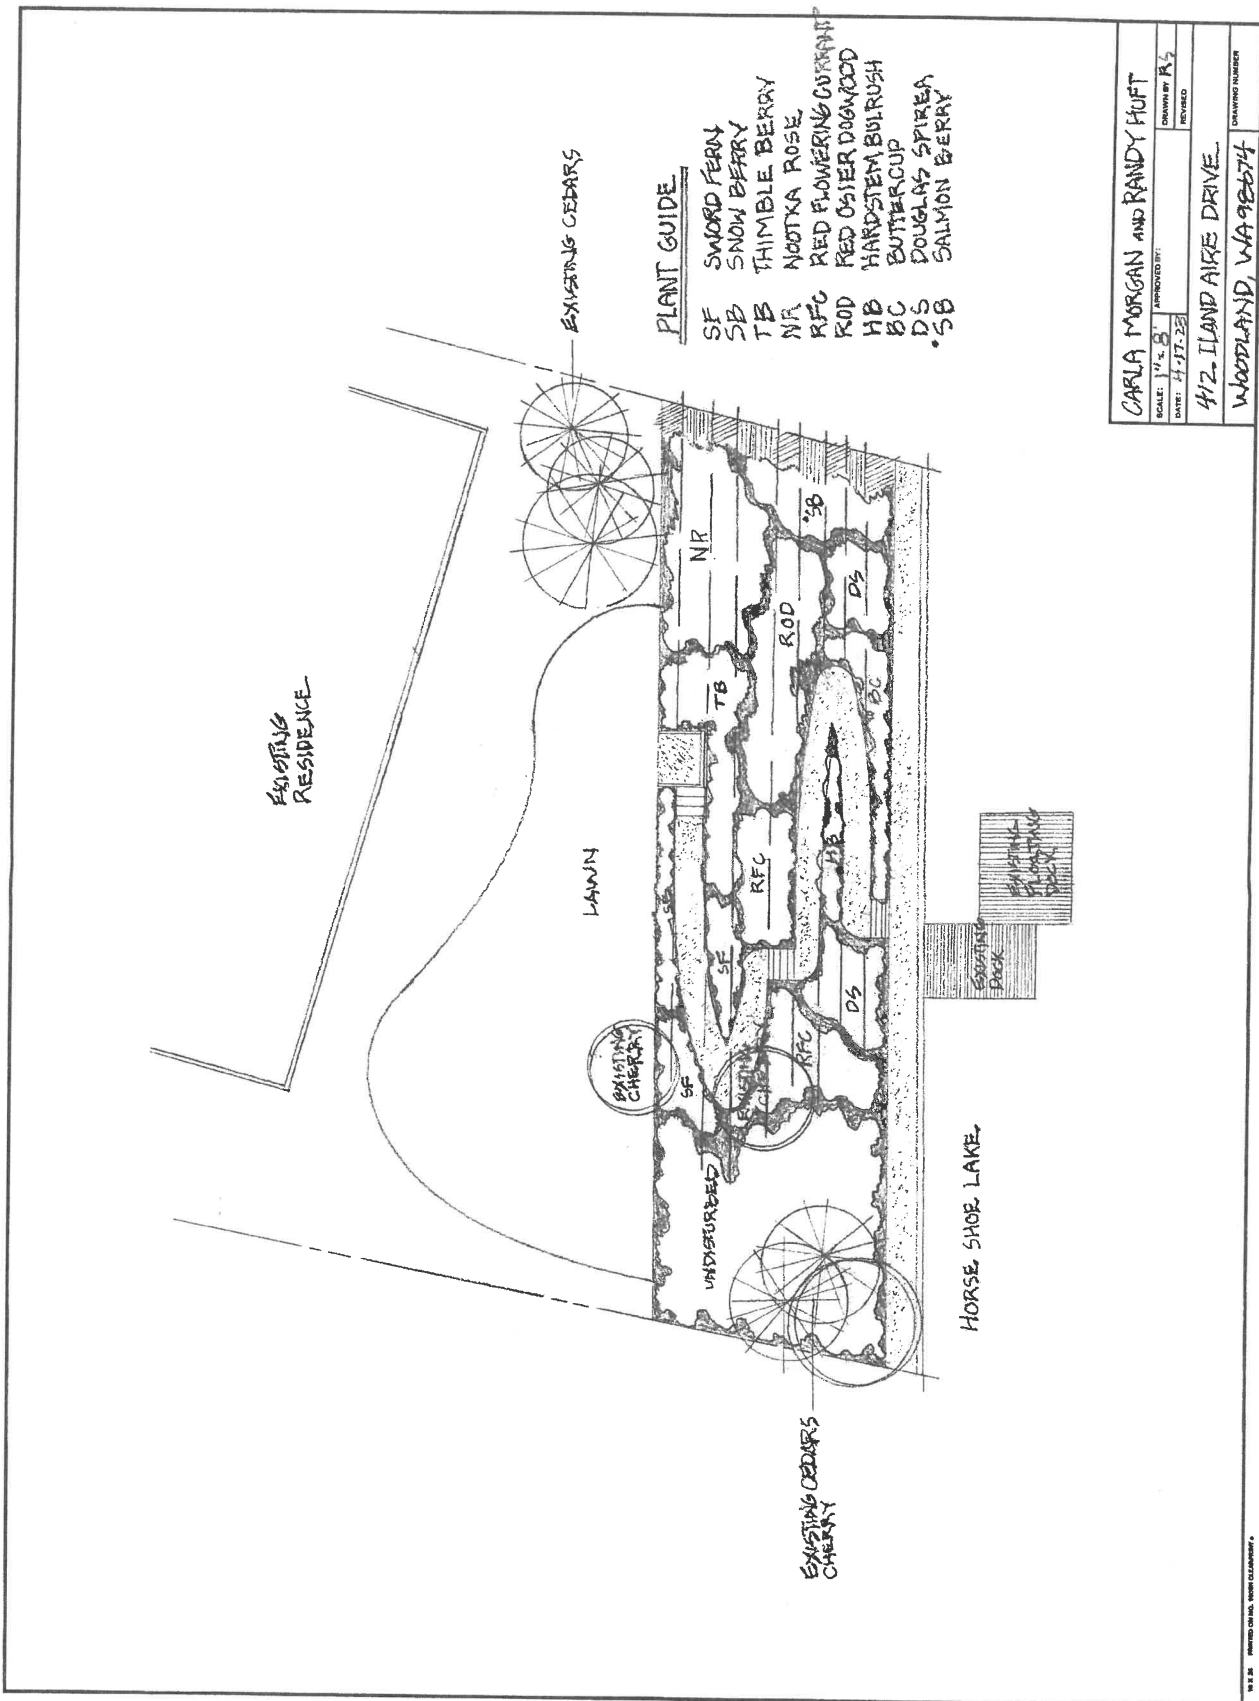 EXISTING
RESIDENCE
EXISTING CEDARS
LAWN
PLANT GUIDE
SF SWORD FERN
SB SNOW BERRY
TB THIMBLE BERRY
NR NOOTKA ROSE
RFC RED FLOWERING CURRANT
ROD RED OSIER DOGWOOD
HB HARDSTEM BULRUSH
BC BUTTERCUP
DS DOUGLAS SPIREA
*SB SALMON BERRY
EXISTING
CHERRY
SF
SF
SF
TB
NR
UNDISTURBED
EXISTING
RFC
RFC
ROD
*SB
HB
DS
DS
BC
EXISTING CEDARS
CHERRY
EXISTING
DOCK
EXISTING
FLOATING
DOCK
HORSE SHOE LAKE
CARLA MORGAN AND RANDY HUFT
SCALE: 1" = 8' APPROVED BY: DRAWN BY RS
DATE: 4-17-23 REVISED
412 ILAND AIRE DRIVE
WOODLAND, WA 98674 DRAWING NUMBER